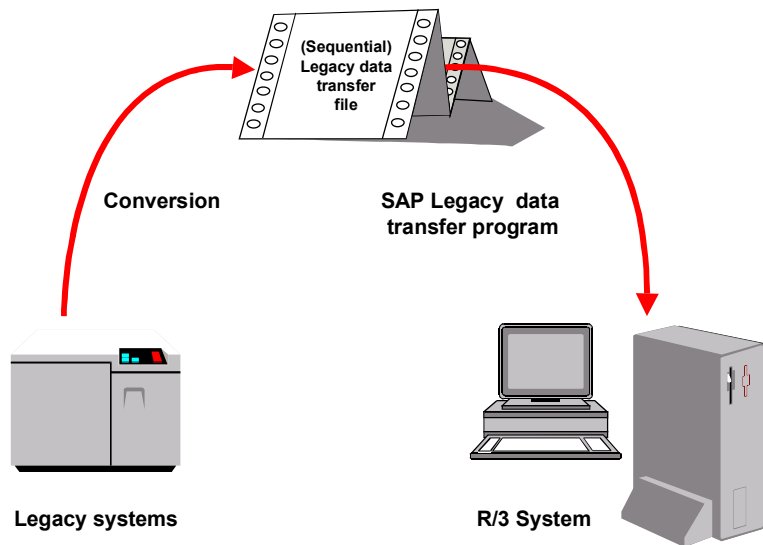 (Sequential)
Legacy data
transfer
file
Conversion
SAP Legacy data
transfer program
Legacy systems
R/3 System